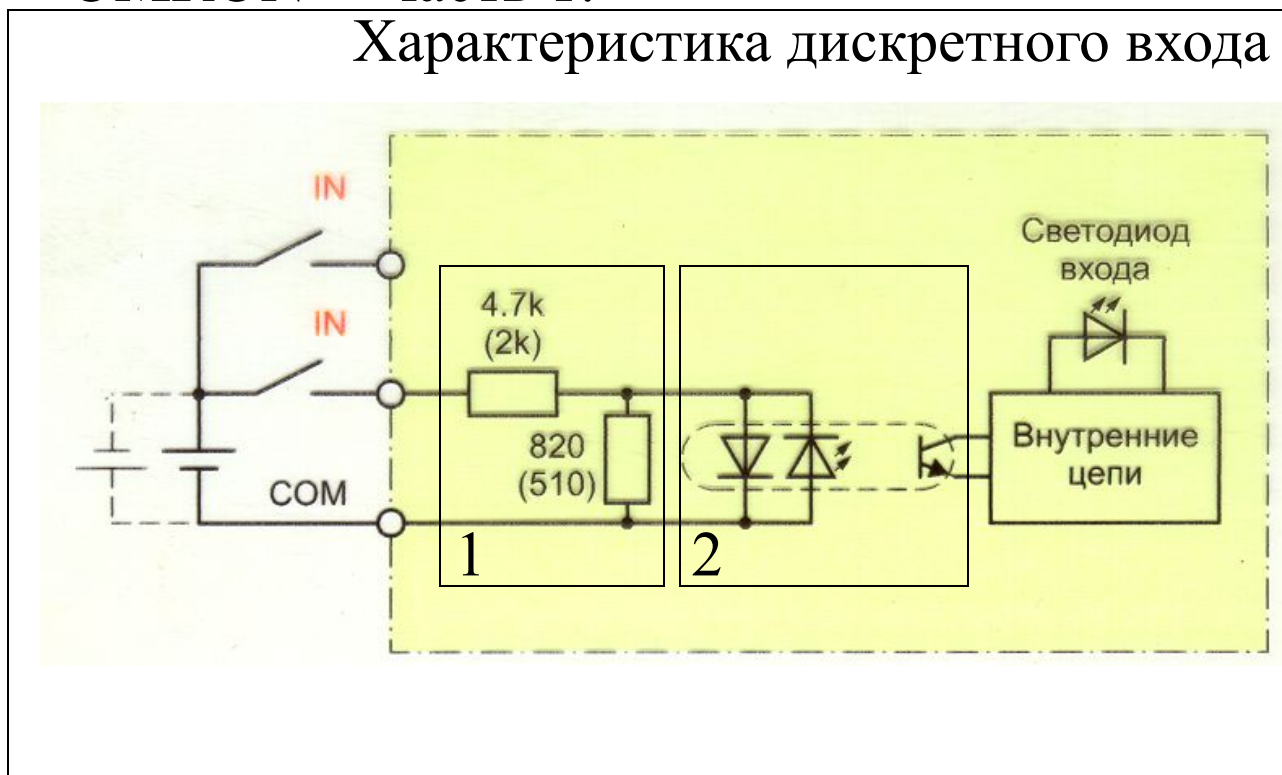 Характеристика дискретного входа
IN
Светодиод
входа
4.7k
(2k)
IN
820
(510)
Внутренние
цепи
COM
1
2